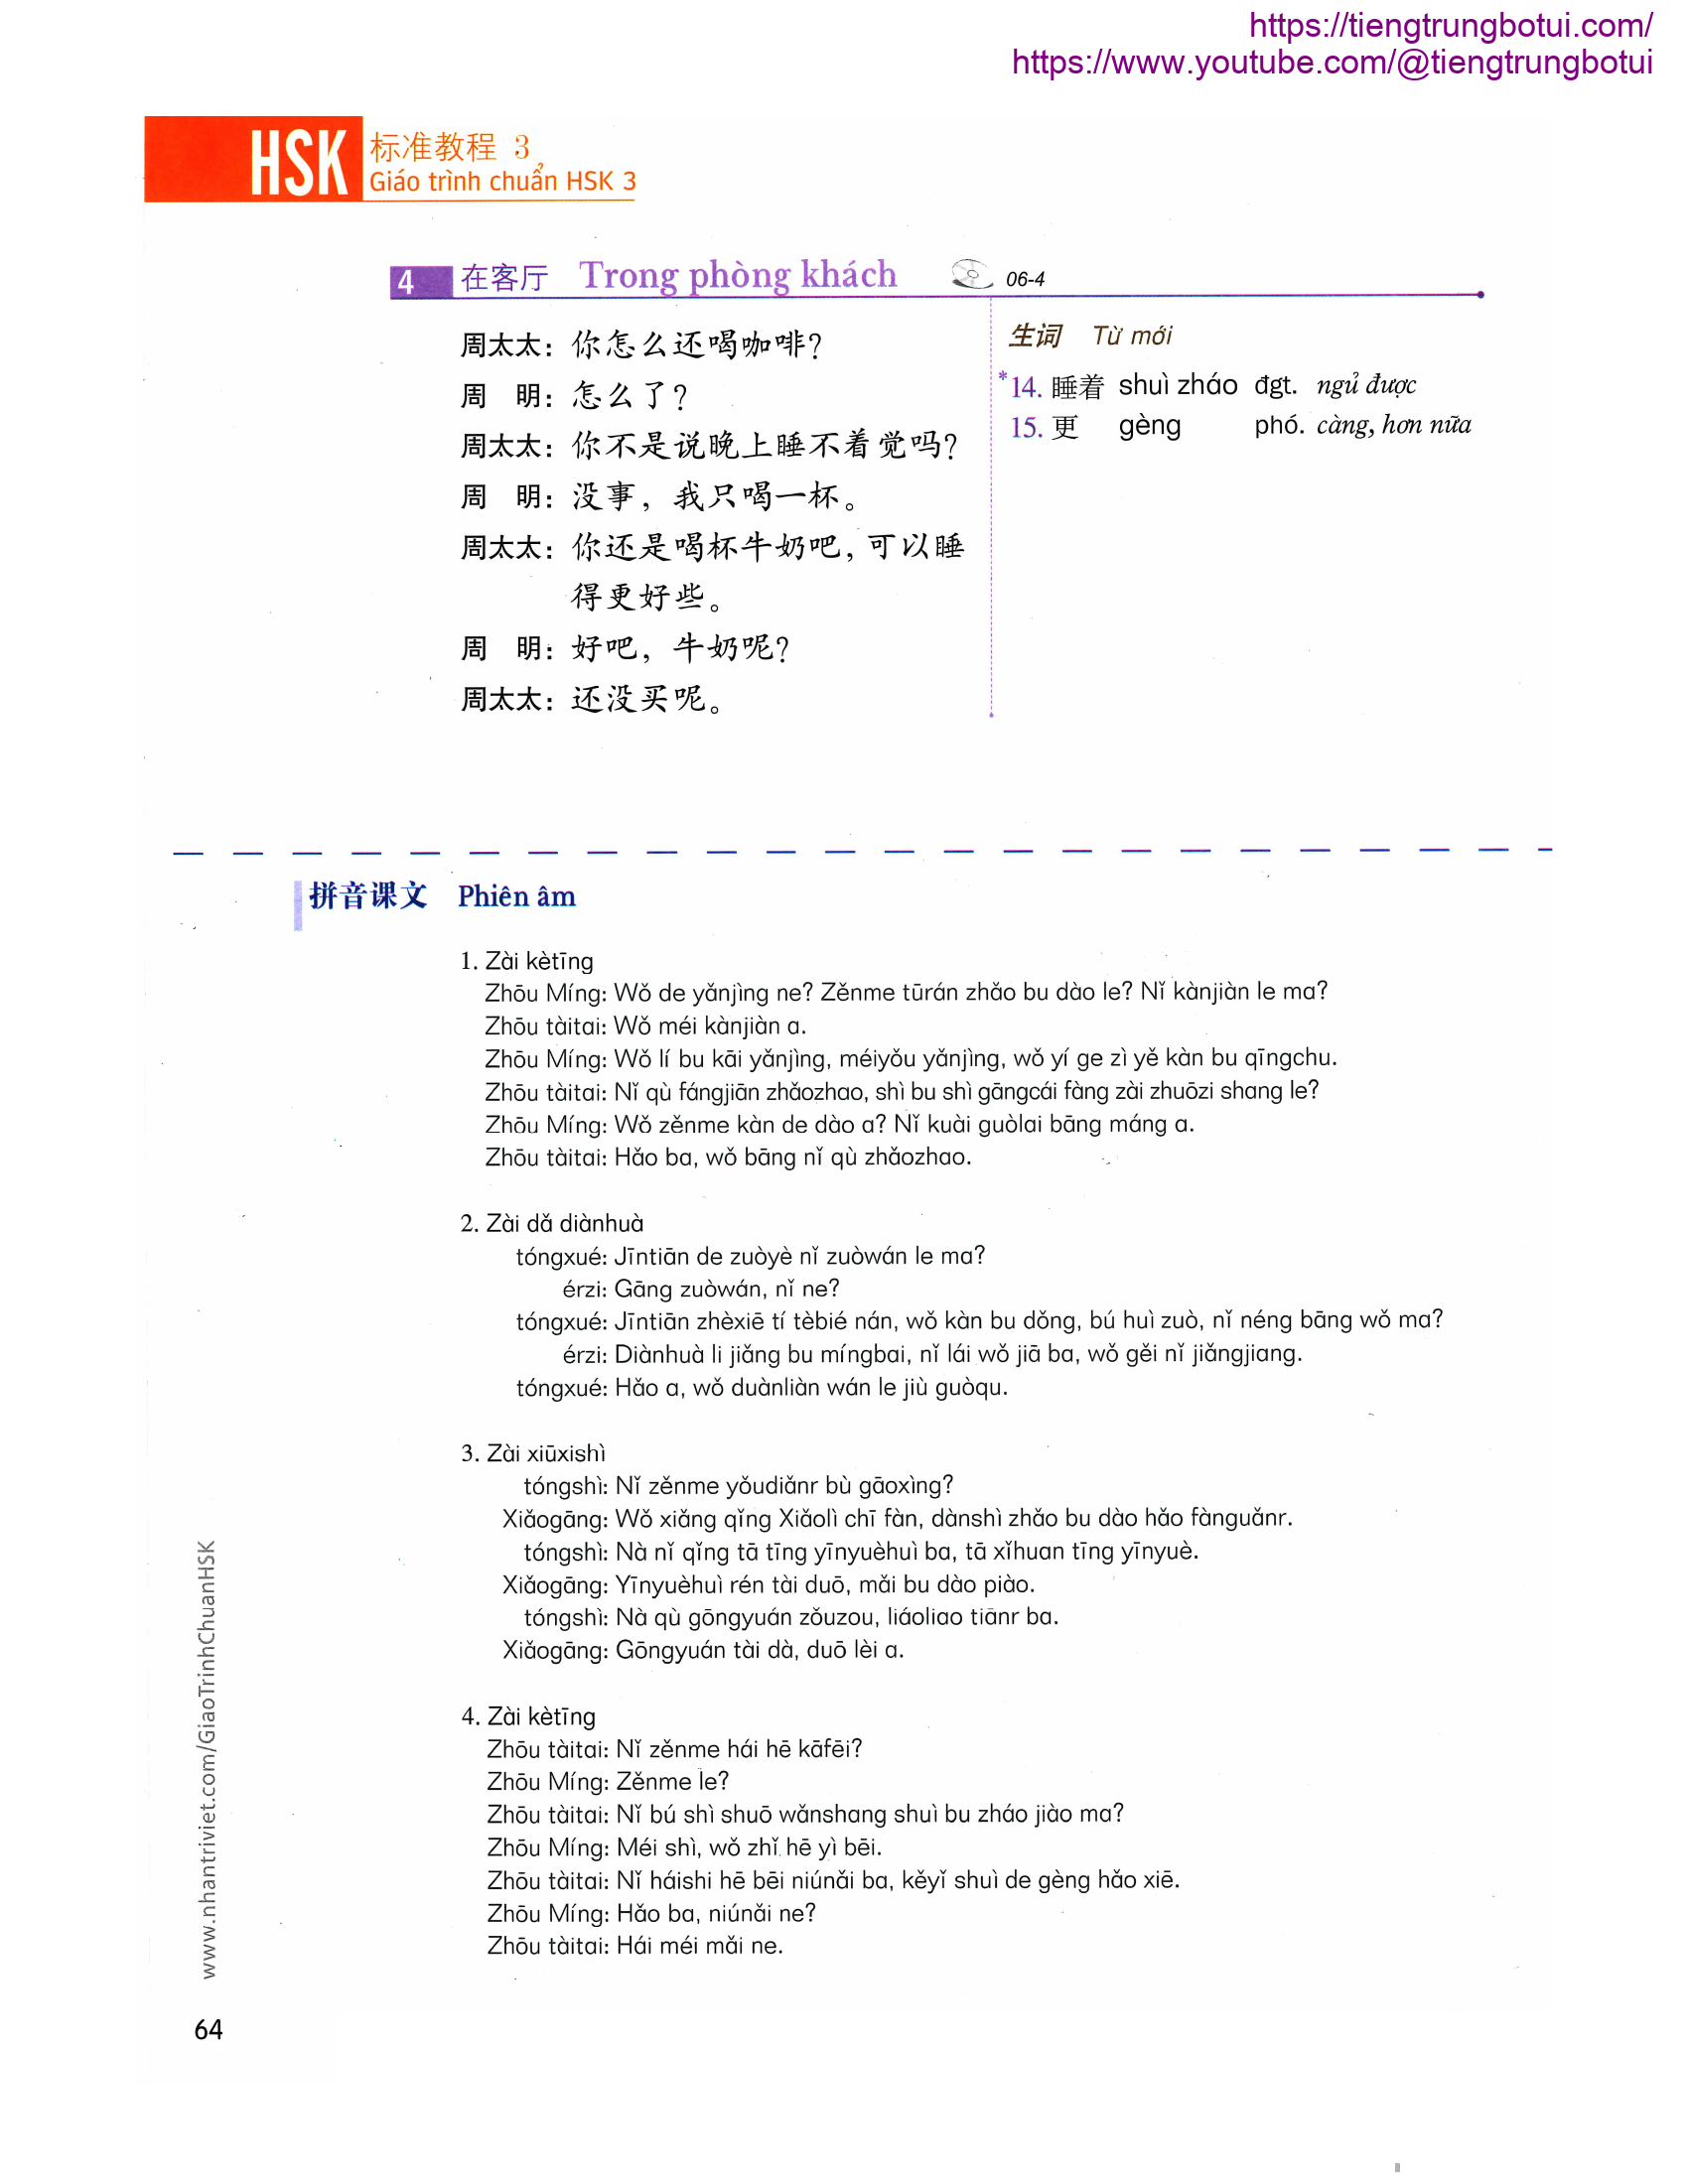 https://tiengtrungbotui.com/
https://www.youtube.com/@tiengtrungbotui
HSK 标准教程 3
Giáo trình chuẩn HSK 3
4 在客厅 Trong phòng khách 06-4
周太太：你怎么还喝咖啡？
周 明：怎么了？
周太太：你不是说晚上睡不着觉吗？
周 明：没事，我只喝一杯。
周太太：你还是喝杯牛奶吧，可以睡
得更好些。
周 明：好吧，牛奶呢？
周太太：还没买呢。
生词 Từ mới
*14. 睡着 shuì zháo đgt. ngủ được
15. 更 gèng phó. càng, hơn nữa
拼音课文 Phiên âm
1. Zài kètīng
Zhōu Míng: Wǒ de yǎnjìng ne? Zěnme tūrán zhǎo bu dào le? Nǐ kànjiàn le ma?
Zhōu tàitai: Wǒ méi kànjiàn a.
Zhōu Míng: Wǒ lí bu kāi yǎnjìng, méiyǒu yǎnjìng, wǒ yí ge zì yě kàn bu qīngchu.
Zhōu tàitai: Nǐ qù fángjiān zhǎozhao, shì bu shì gāngcái fàng zài zhuōzi shang le?
Zhōu Míng: Wǒ zěnme kàn de dào a? Nǐ kuài guòlai bāng máng a.
Zhōu tàitai: Hǎo ba, wǒ bāng nǐ qù zhǎozhao.
2. Zài dǎ diànhuà
tóngxué: Jīntiān de zuòyè nǐ zuòwán le ma?
érzi: Gāng zuòwán, nǐ ne?
tóngxué: Jīntiān zhèxiē tí tèbié nán, wǒ kàn bu dǒng, bú huì zuò, nǐ néng bāng wǒ ma?
érzi: Diànhuà li jiǎng bu míngbai, nǐ lái wǒ jiā ba, wǒ gěi nǐ jiǎngjiang.
tóngxué: Hǎo a, wǒ duànliàn wán le jiù guòqu.
3. Zài xiūxishì
tóngshì: Nǐ zěnme yǒudiǎnr bù gāoxìng?
Xiǎogāng: Wǒ xiǎng qǐng Xiǎolì chī fàn, dànshì zhǎo bu dào hǎo fànguǎnr.
tóngshì: Nà nǐ qǐng tā tīng yīnyuèhuì ba, tā xǐhuan tīng yīnyuè.
Xiǎogāng: Yīnyuèhuì rén tài duō, mǎi bu dào piào.
tóngshì: Nà qù gōngyuán zǒuzou, liáoliao tiānr ba.
Xiǎogāng: Gōngyuán tài dà, duō lèi a.
4. Zài kètīng
Zhōu tàitai: Nǐ zěnme hái hē kāfēi?
Zhōu Míng: Zěnme le?
Zhōu tàitai: Nǐ bú shì shuō wǎnshang shuì bu zháo jiào ma?
Zhōu Míng: Méi shì, wǒ zhǐ hē yì bēi.
Zhōu tàitai: Nǐ háishi hē bēi niúnǎi ba, kěyǐ shuì de gèng hǎo xiē.
Zhōu Míng: Hǎo ba, niúnǎi ne?
Zhōu tàitai: Hái méi mǎi ne.
www.nhantriviet.com/GiaoTrinhChuanHSK
64